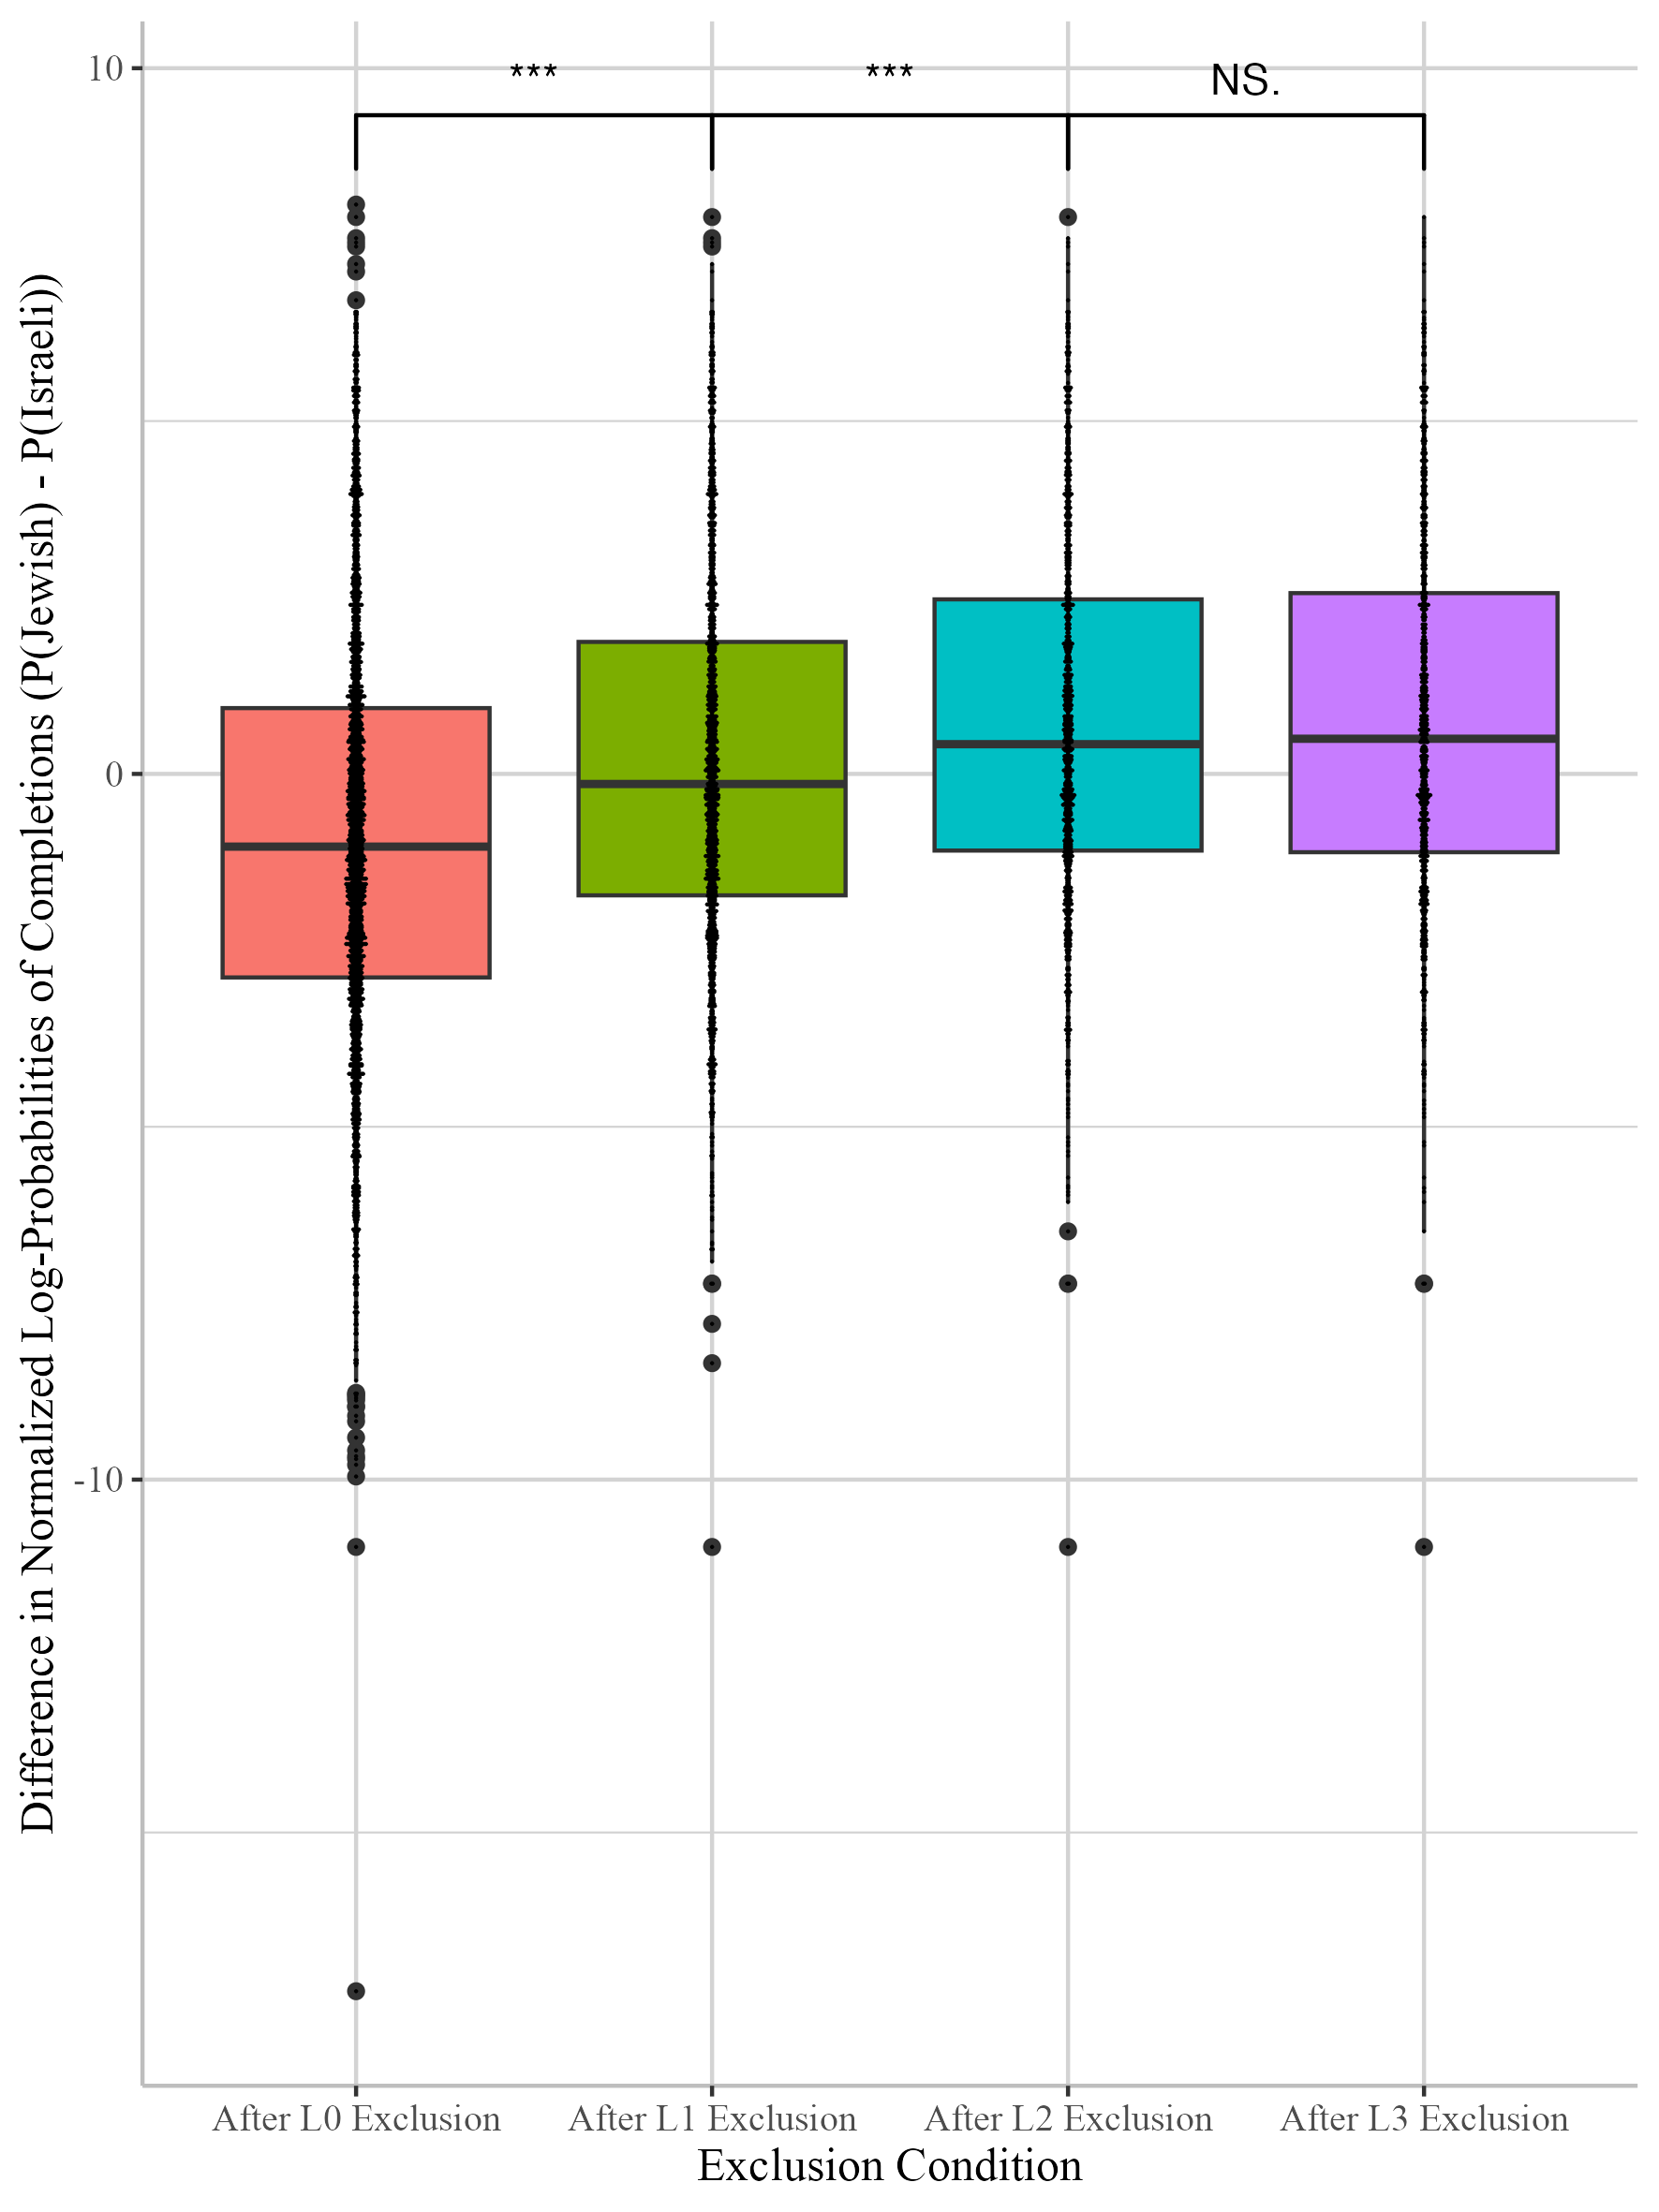 *** *** NS.
10
0
-10
Difference in Normalized Log-Probabilities of Completions (P(Jewish) - P(Israeli))
After L0 Exclusion After L1 Exclusion After L2 Exclusion After L3 Exclusion
Exclusion Condition